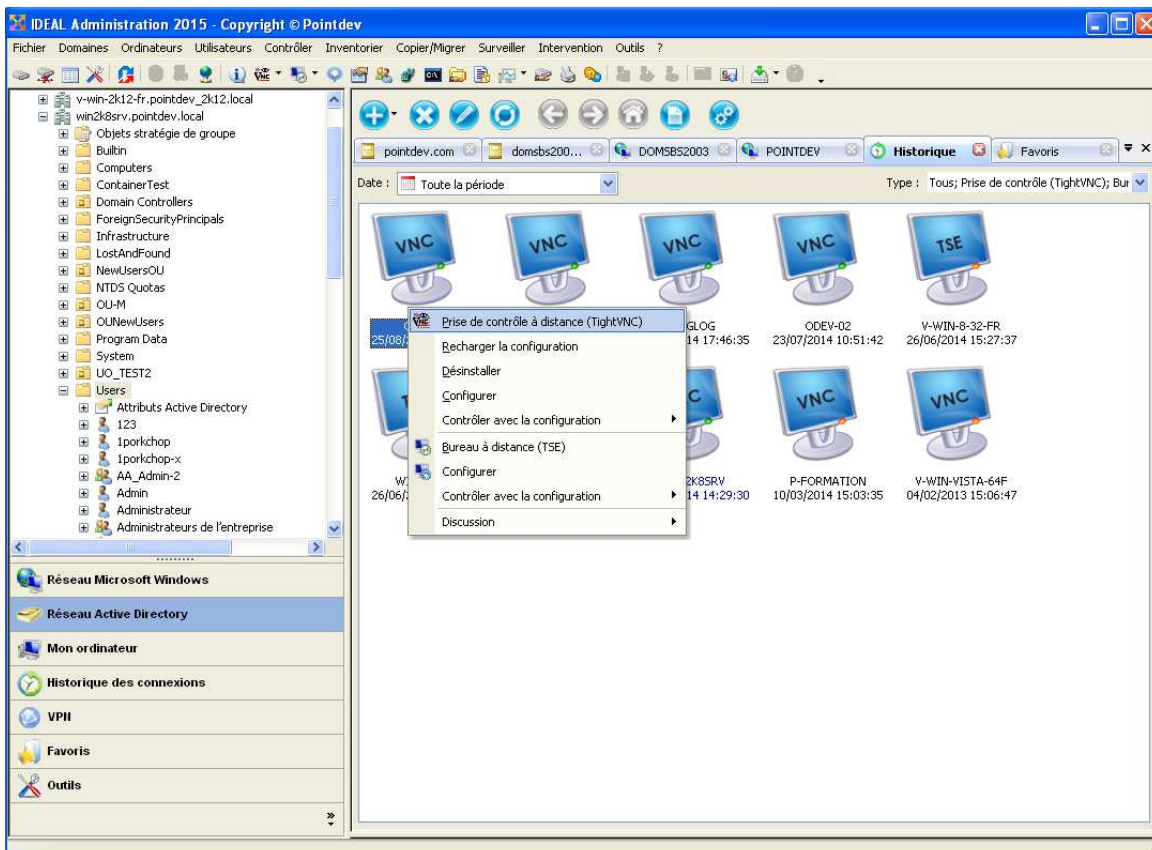 IDEAL Administration 2015 - Copyright © Pointdev
Fichier Domaines Ordinateurs Utilisateurs Contrôler Inventorier Copier/Migrer Surveiller Intervention Outils ?
v-win-2k12-fr.pointdev_2k12.local
win2k8srv.pointdev.local
Objets stratégie de groupe
Builtin
Computers
ContainerTest
Domain Controllers
ForeignSecurityPrincipals
Infrastructure
LostAndFound
NewUsersOU
NTDS Quotas
OU-M
OUNewUsers
Program Data
System
UO_TEST2
Users
Attributs Active Directory
123
1porkchop
1porkchop-x
AA_Admin-2
Admin
Administrateur
Administrateurs de l'entreprise
Réseau Microsoft Windows
Réseau Active Directory
Mon ordinateur
Historique des connexions
VPN
Favoris
Outils
pointdev.com domsbs200... DOMSBS2003 POINTDEV Historique Favoris
Date : Toute la période Type : Tous; Prise de contrôle (TightVNC); Bur
VNC VNC VNC VNC TSE
GLOG ODEV-02 V-WIN-8-32-FR
25/08/ 14 17:46:35 23/07/2014 10:51:42 26/06/2014 15:27:37
VNC VNC
2K8SRV P-FORMATION V-WIN-VISTA-64F
26/06/ 14 14:29:30 10/03/2014 15:03:35 04/02/2013 15:06:47
Prise de contrôle à distance (TightVNC)
Recharger la configuration
Désinstaller
Configurer
Contrôler avec la configuration
Bureau à distance (TSE)
Configurer
Contrôler avec la configuration
Discussion